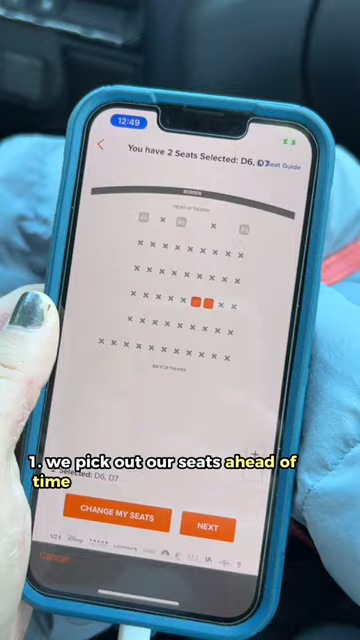 12:49
You have 2 Seats Selected: D6, D7
Seat Guide
SCREEN
FRONT OF THEATER
BACK OF THEATER
1. we pick out our seats ahead of
time
Selected: D6, D7
CHANGE MY SEATS
NEXT
Disney
Cancel